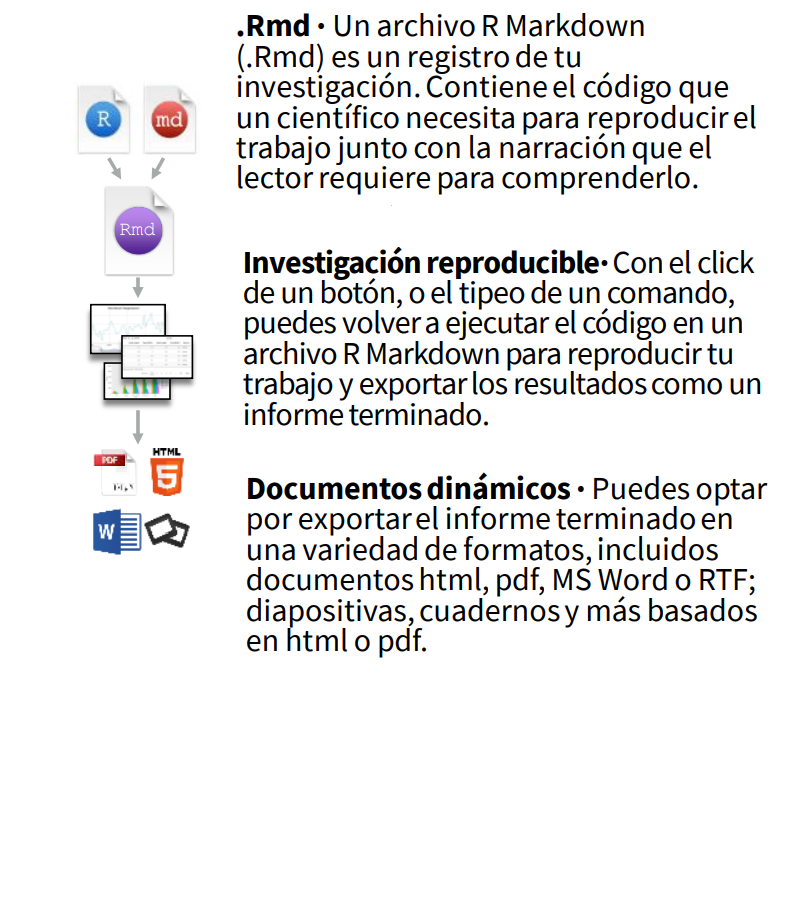 .Rmd · Un archivo R Markdown
(.Rmd) es un registro de tu
investigación. Contiene el código que
un científico necesita para reproducir el
trabajo junto con la narración que el
lector requiere para comprenderlo.
R
md
Rmd
Investigación reproducible· Con el click
de un botón, o el tipeo de un comando,
puedes volver a ejecutar el código en un
archivo R Markdown para reproducir tu
trabajo y exportar los resultados como un
informe terminado.
PDF
HTML
5
W
Documentos dinámicos · Puedes optar
por exportar el informe terminado en
una variedad de formatos, incluidos
documentos html, pdf, MS Word o RTF;
diapositivas, cuadernos y más basados
en html o pdf.